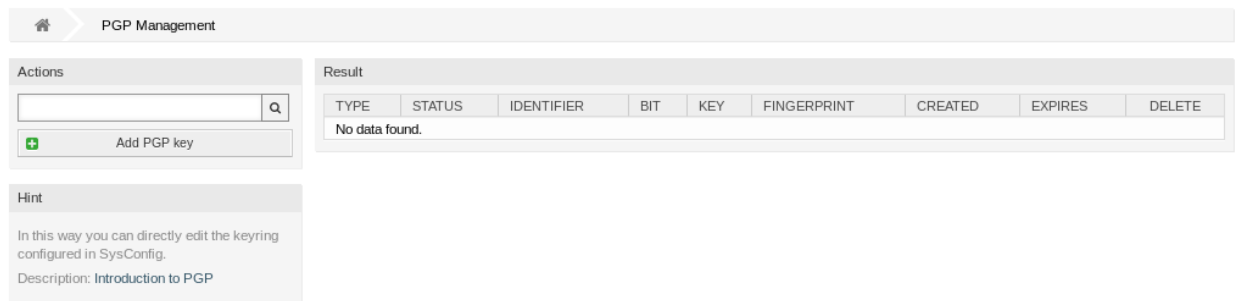 PGP Management
Actions
Add PGP key
Hint
In this way you can directly edit the keyring
configured in SysConfig.
Description: Introduction to PGP
Result
TYPE STATUS IDENTIFIER BIT KEY FINGERPRINT CREATED EXPIRES DELETE
No data found.